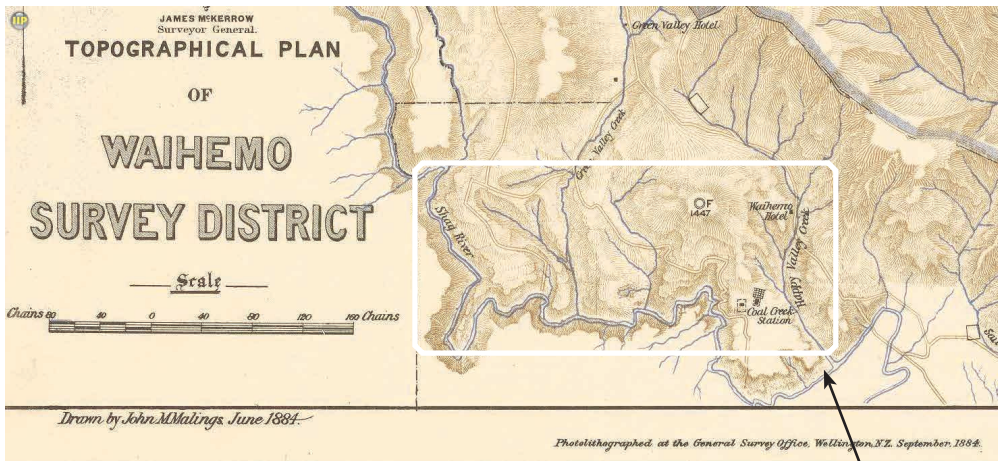 JAMES McKERROW
Surveyor General.
TOPOGRAPHICAL PLAN
OF
WAIHEMO
SURVEY DISTRICT
Scale
Chains 80 40 0 40 80 120 160 Chains
Drawn by John M Malings, June 1884.
Photolithographed at the General Survey Office, Wellington, N.Z. September, 1884.
Green Valley Hotel
Green Valley Creek
Shag River
F
1447
Waihemo
Hotel
Happy Valley Creek
Coal Creek
Station